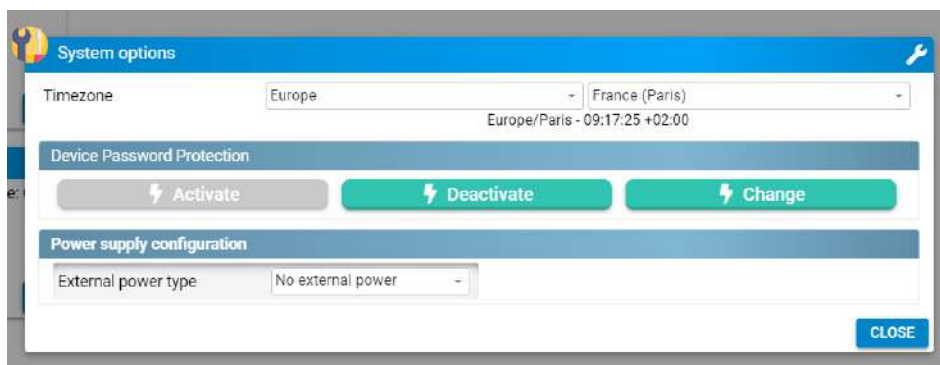 System options
Timezone Europe France (Paris)
Europe/Paris - 09:17:25 +02:00
Device Password Protection
Activate Deactivate Change
Power supply configuration
External power type No external power
CLOSE